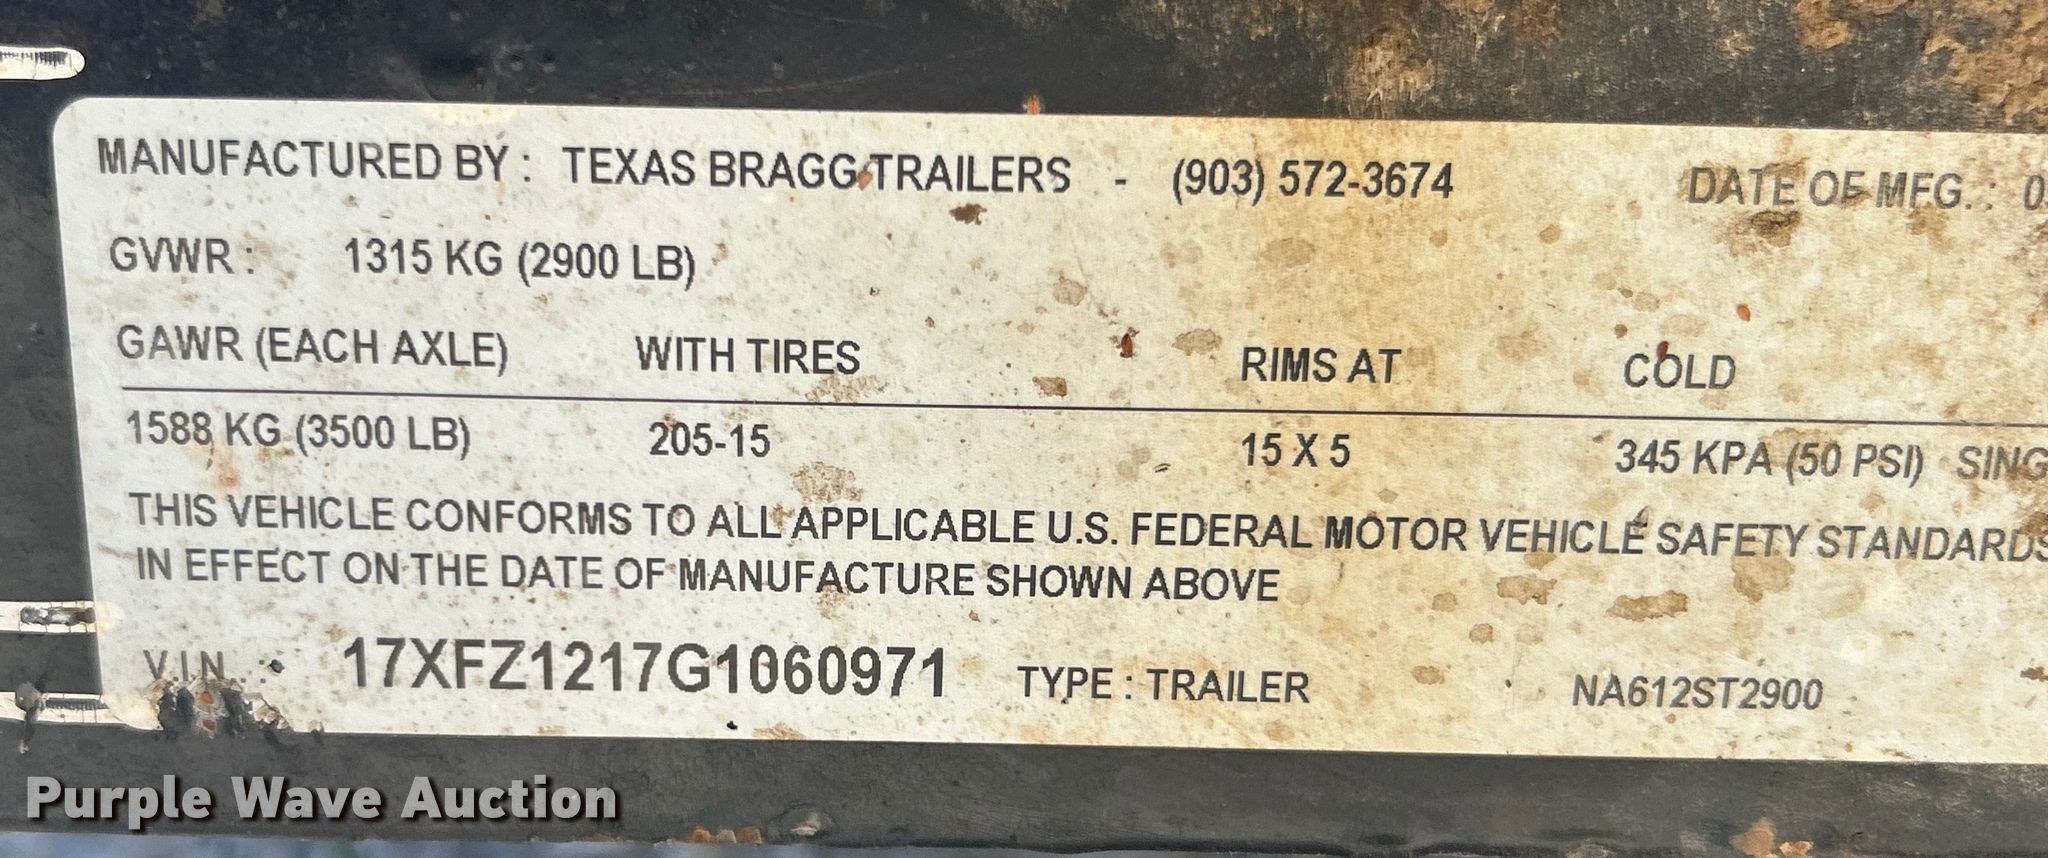 MANUFACTURED BY : TEXAS BRAGG TRAILERS - (903) 572-3674 DATE OF MFG. : 0
GVWR : 1315 KG (2900 LB)
GAWR (EACH AXLE) WITH TIRES RIMS AT COLD
1588 KG (3500 LB) 205-15 15 X 5 345 KPA (50 PSI) SING
THIS VEHICLE CONFORMS TO ALL APPLICABLE U.S. FEDERAL MOTOR VEHICLE SAFETY STANDARDS
IN EFFECT ON THE DATE OF MANUFACTURE SHOWN ABOVE
V.I.N. : 17XFZ1217G1060971 TYPE : TRAILER NA612ST2900
Purple Wave Auction